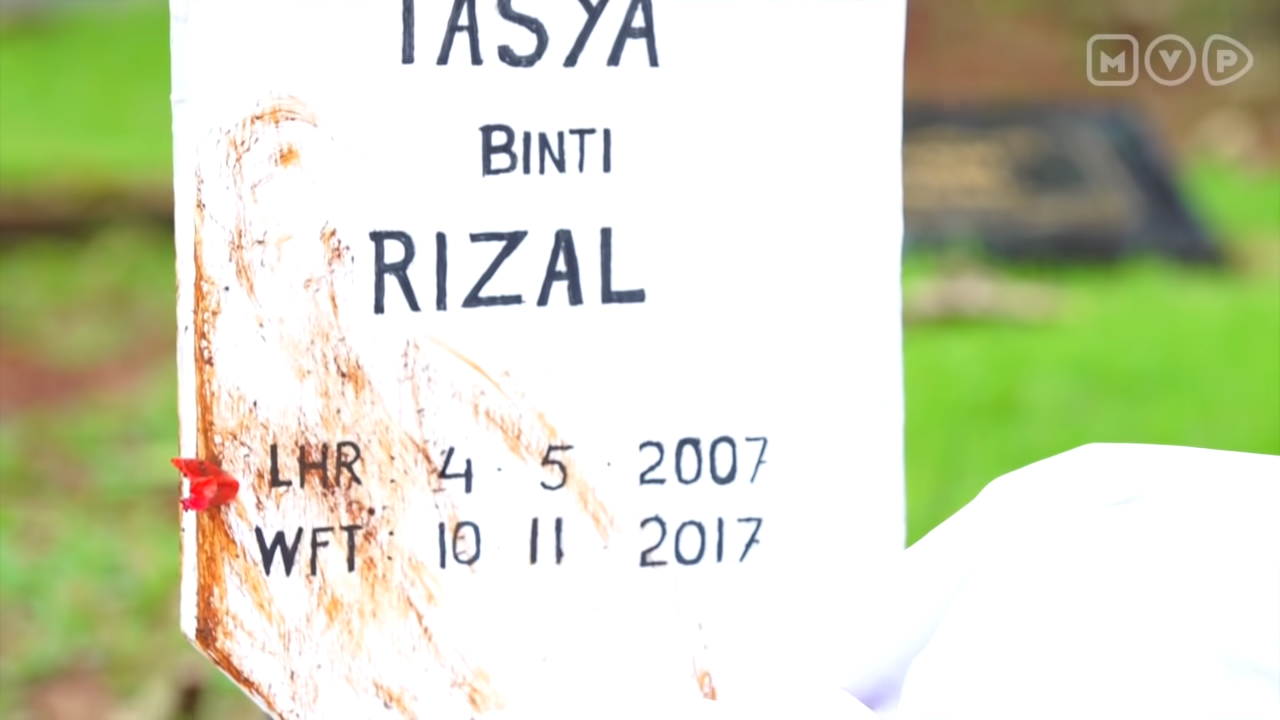 MVP
TASYA
BINTI
RIZAL
LHR : 4 · 5 · 2007
WFT : 10 11 2017